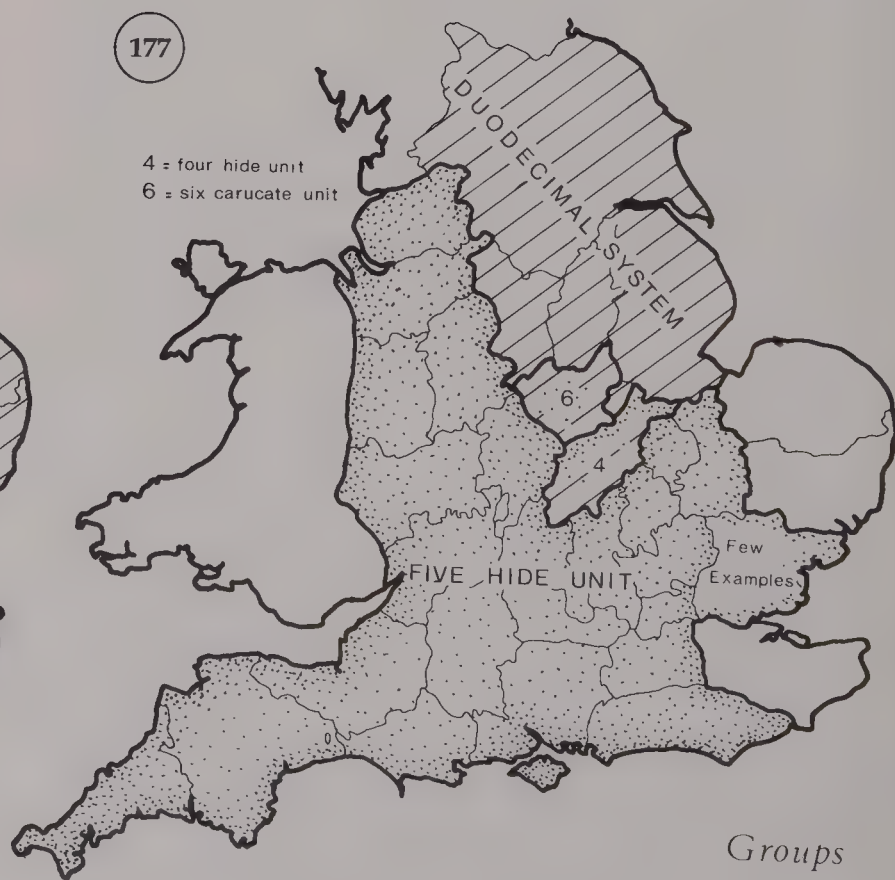 177
4 = four hide unit
6 = six carucate unit
DUODECIMAL SYSTEM
6
4
Few
Examples
FIVE HIDE UNIT
Groups